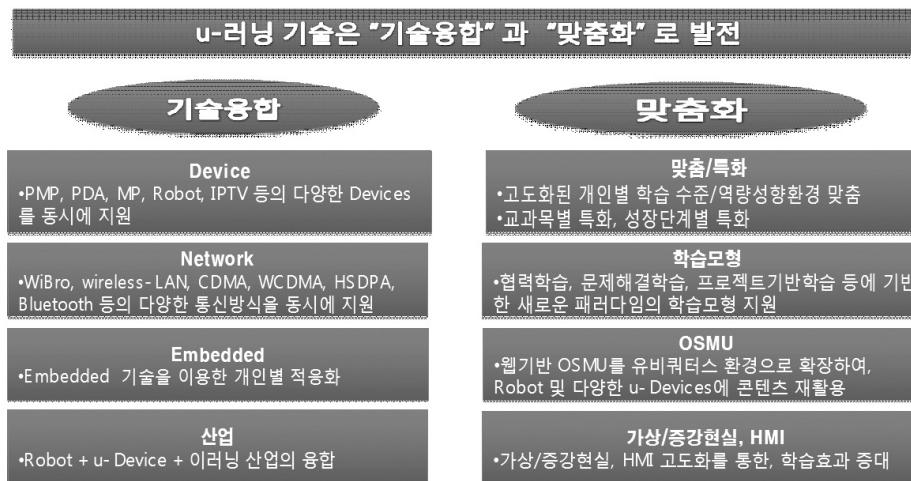 u-러닝 기술은 "기술융합" 과 "맞춤화" 로 발전
기술융합
Device
•PMP, PDA, MP, Robot, IPTV 등의 다양한 Devices
를 동시에 지원
Network
•WiBro, wireless-LAN, CDMA, WCDMA, HSDPA,
Bluetooth 등의 다양한 통신방식을 동시에 지원
Embedded
•Embedded 기술을 이용한 개인별 적응화
산업
•Robot + u-Device + 이러닝 산업의 융합
맞춤화
맞춤/특화
•고도화된 개인별 학습 수준/역량성향환경 맞춤
•교과목별 특화, 성장단계별 특화
학습모형
•협력학습, 문제해결학습, 프로젝트기반학습 등에 기반
한 새로운 패러다임의 학습모형 지원
OSMU
•웹기반 OSMU를 유비쿼터스 환경으로 확장하여,
Robot 및 다양한 u-Devices에 콘텐츠 재활용
가상/증강현실, HMI
•가상/증강현실, HMI 고도화를 통한, 학습효과 증대